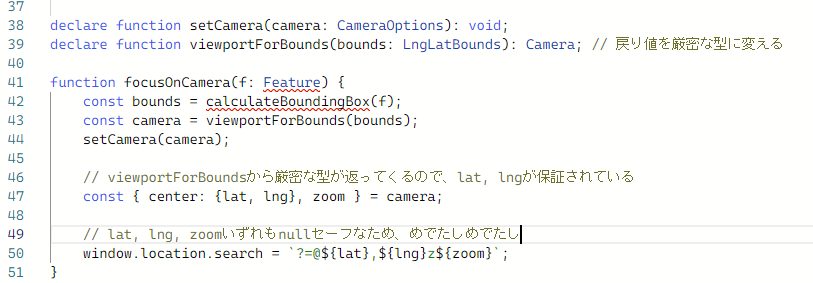 37
38 declare function setCamera(camera: CameraOptions): void;
39 declare function viewportForBounds(bounds: LngLatBounds): Camera; // 戻り値を厳密な型に変える
40
41 function focusOnCamera(f: Feature) {
42     const bounds = calculateBoundingBox(f);
43     const camera = viewportForBounds(bounds);
44     setCamera(camera);
45
46     // viewportForBoundsから厳密な型が返ってくるので、lat, lngが保証されている
47     const { center: {lat, lng}, zoom } = camera;
48
49     // lat, lng, zoomいずれもnullセーフなため、めでたしめでたし
50     window.location.search = `?=@${lat},${lng}z${zoom}`;
51 }